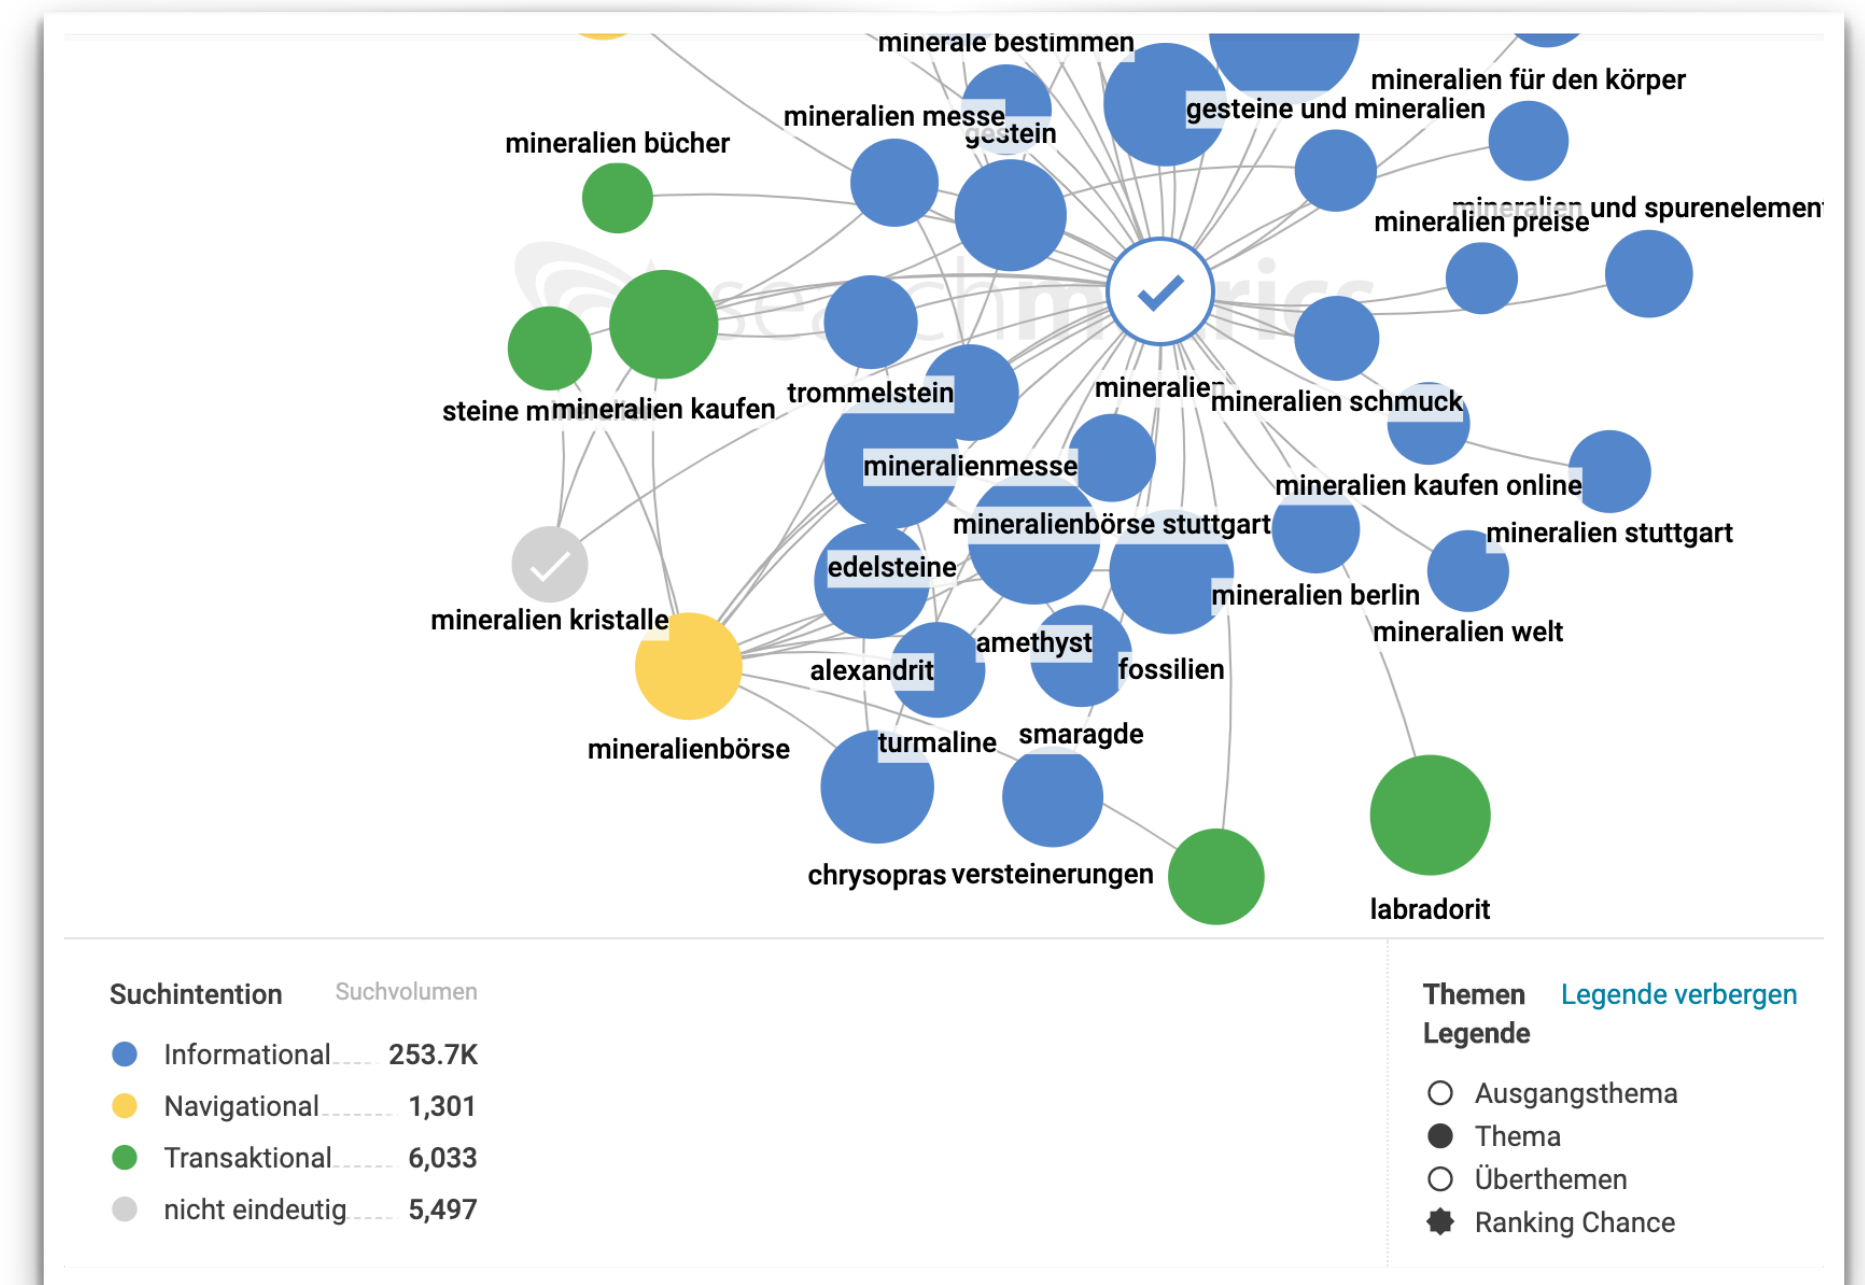 minerale bestimmen
mineralien für den körper
gesteine und mineralien
mineralien messe
gestein
mineralien bücher
mineralien und spurenelement
mineralien preise
searchmetrics
trommelstein
mineralien
mineralien schmuck
steine m
mineralien kaufen
mineralienmesse
mineralien kaufen online
mineralienbörse stuttgart
mineralien stuttgart
edelsteine
mineralien berlin
mineralien kristalle
mineralien welt
amethyst
alexandrit
fossilien
smaragde
turmaline
mineralienbörse
chrysopras
versteinerungen
labradorit
Suchintention Suchvolumen
Informational 253.7K
Navigational 1,301
Transaktional 6,033
nicht eindeutig 5,497
Themen Legende verbergen
Legende
Ausgangsthema
Thema
Überthemen
Ranking Chance